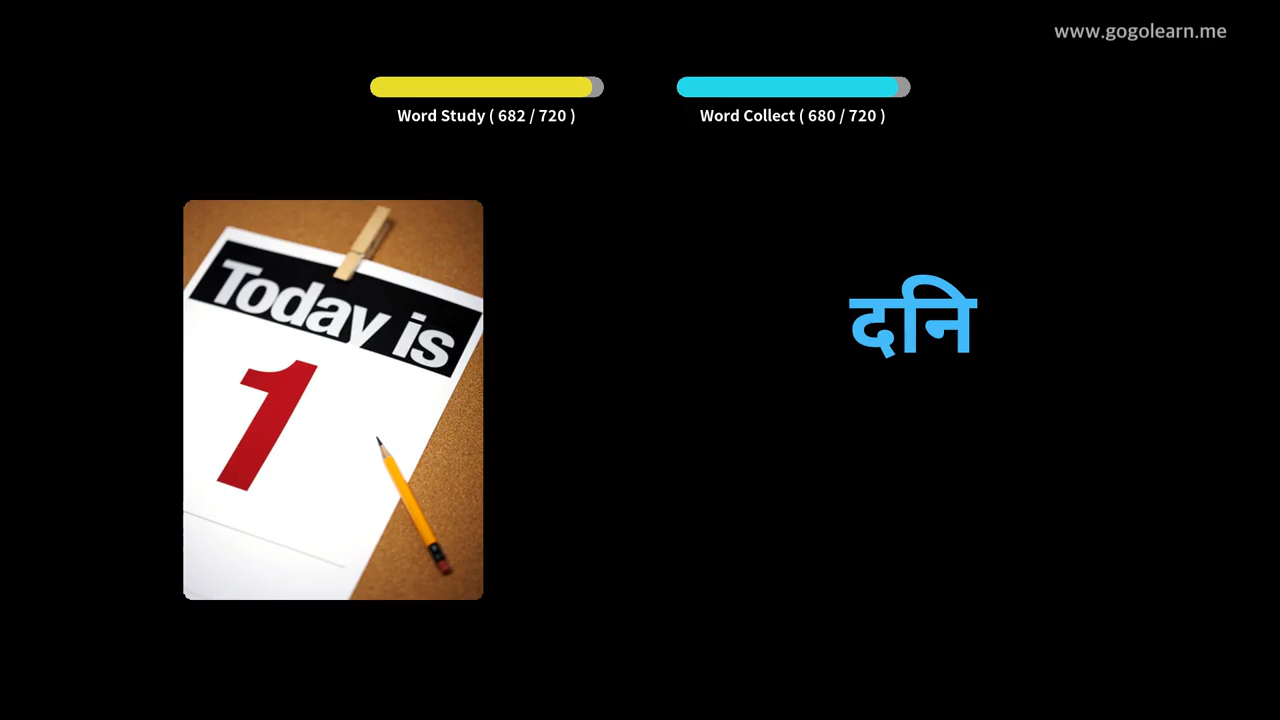 www.gogolearn.me
Word Study ( 682 / 720 )
Word Collect ( 680 / 720 )
Today is
1
दनि